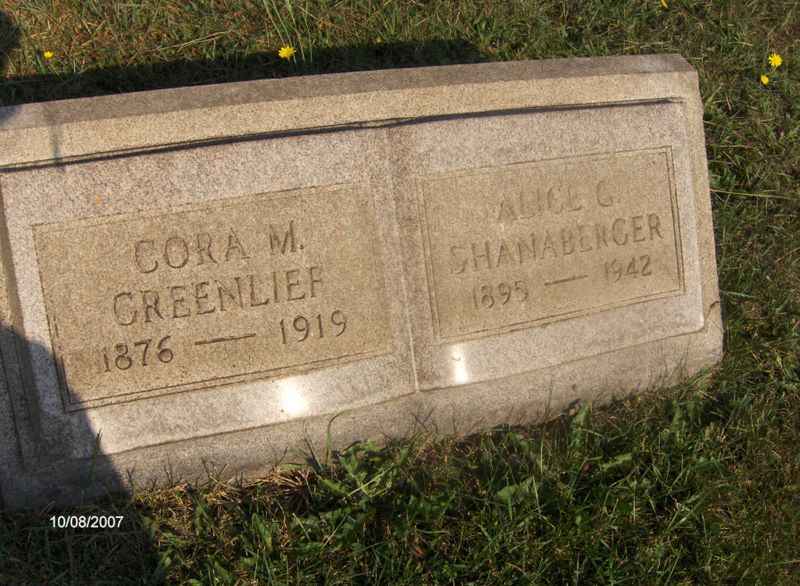 CORA M.
GREENLIEF
1876 — 1919
ALICE G.
SHANABERGER
1895 — 1942
10/08/2007